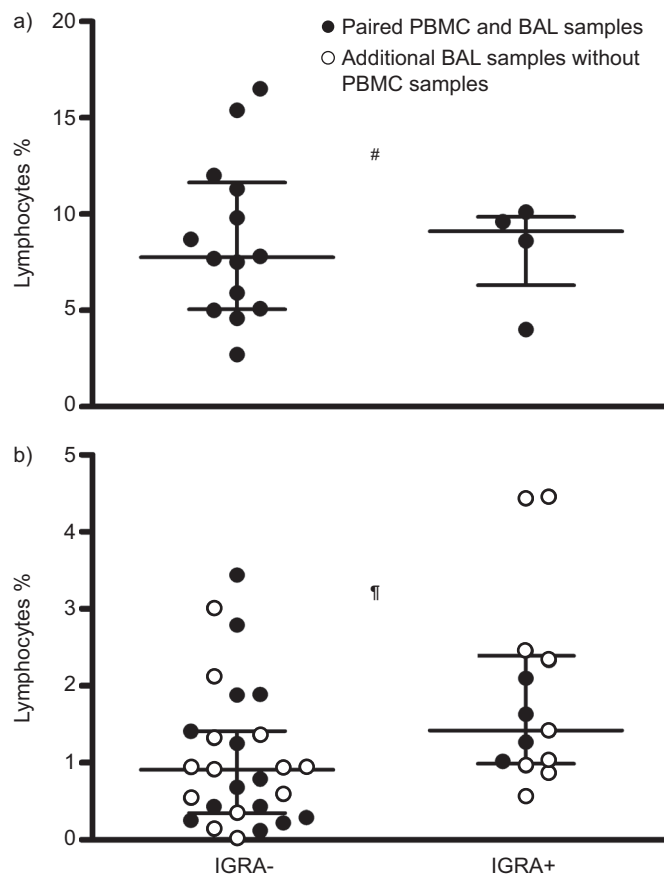 a)
Paired PBMC and BAL samples
Additional BAL samples without
PBMC samples
Lymphocytes %
20
15
10
5
0
#
b)
Lymphocytes %
5
4
3
2
1
0
¶
IGRA-
IGRA+